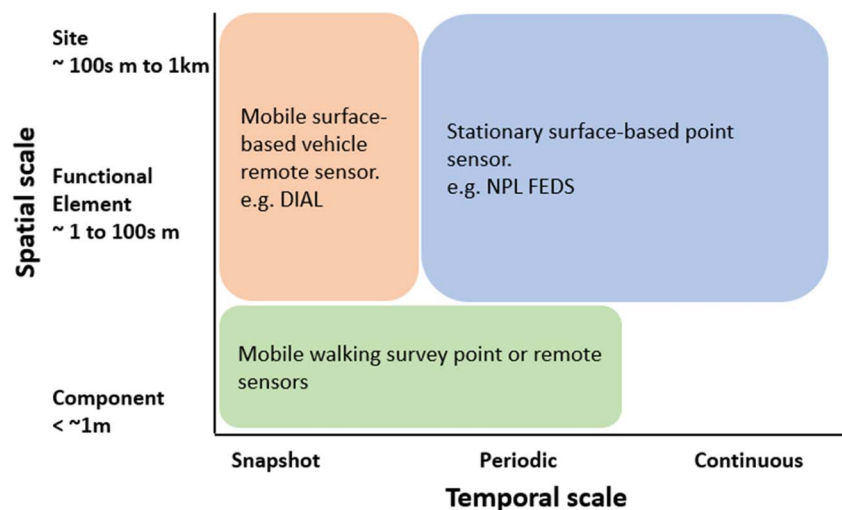 Site
~ 100s m to 1km
Functional
Element
~ 1 to 100s m
Component
< ~1m
Spatial scale
Mobile surface-
based vehicle
remote sensor.
e.g. DIAL
Stationary surface-based point
sensor.
e.g. NPL FEDS
Mobile walking survey point or remote
sensors
Snapshot
Periodic
Continuous
Temporal scale